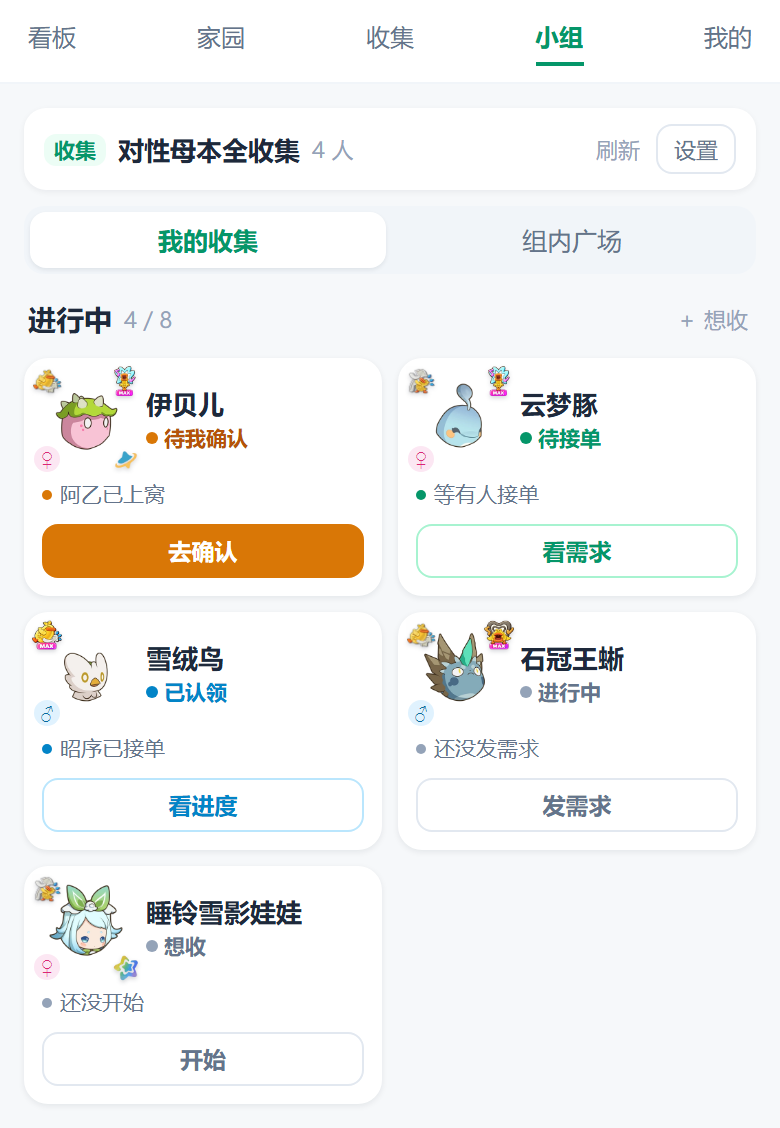 看板 家园 收集 小组 我的
收集 对性母本全收集 4 人 刷新 设置
我的收集 组内广场
进行中 4 / 8 + 想收
MAX
伊贝儿
待我确认
♀
阿乙已上窝
去确认
MAX
云梦豚
待接单
♀
等有人接单
看需求
MAX
雪绒鸟
已认领
♂
昭序已接单
看进度
MAX
石冠王蜥
进行中
♂
还没发需求
发需求
睡铃雪影娃娃
想收
♀
还没开始
开始